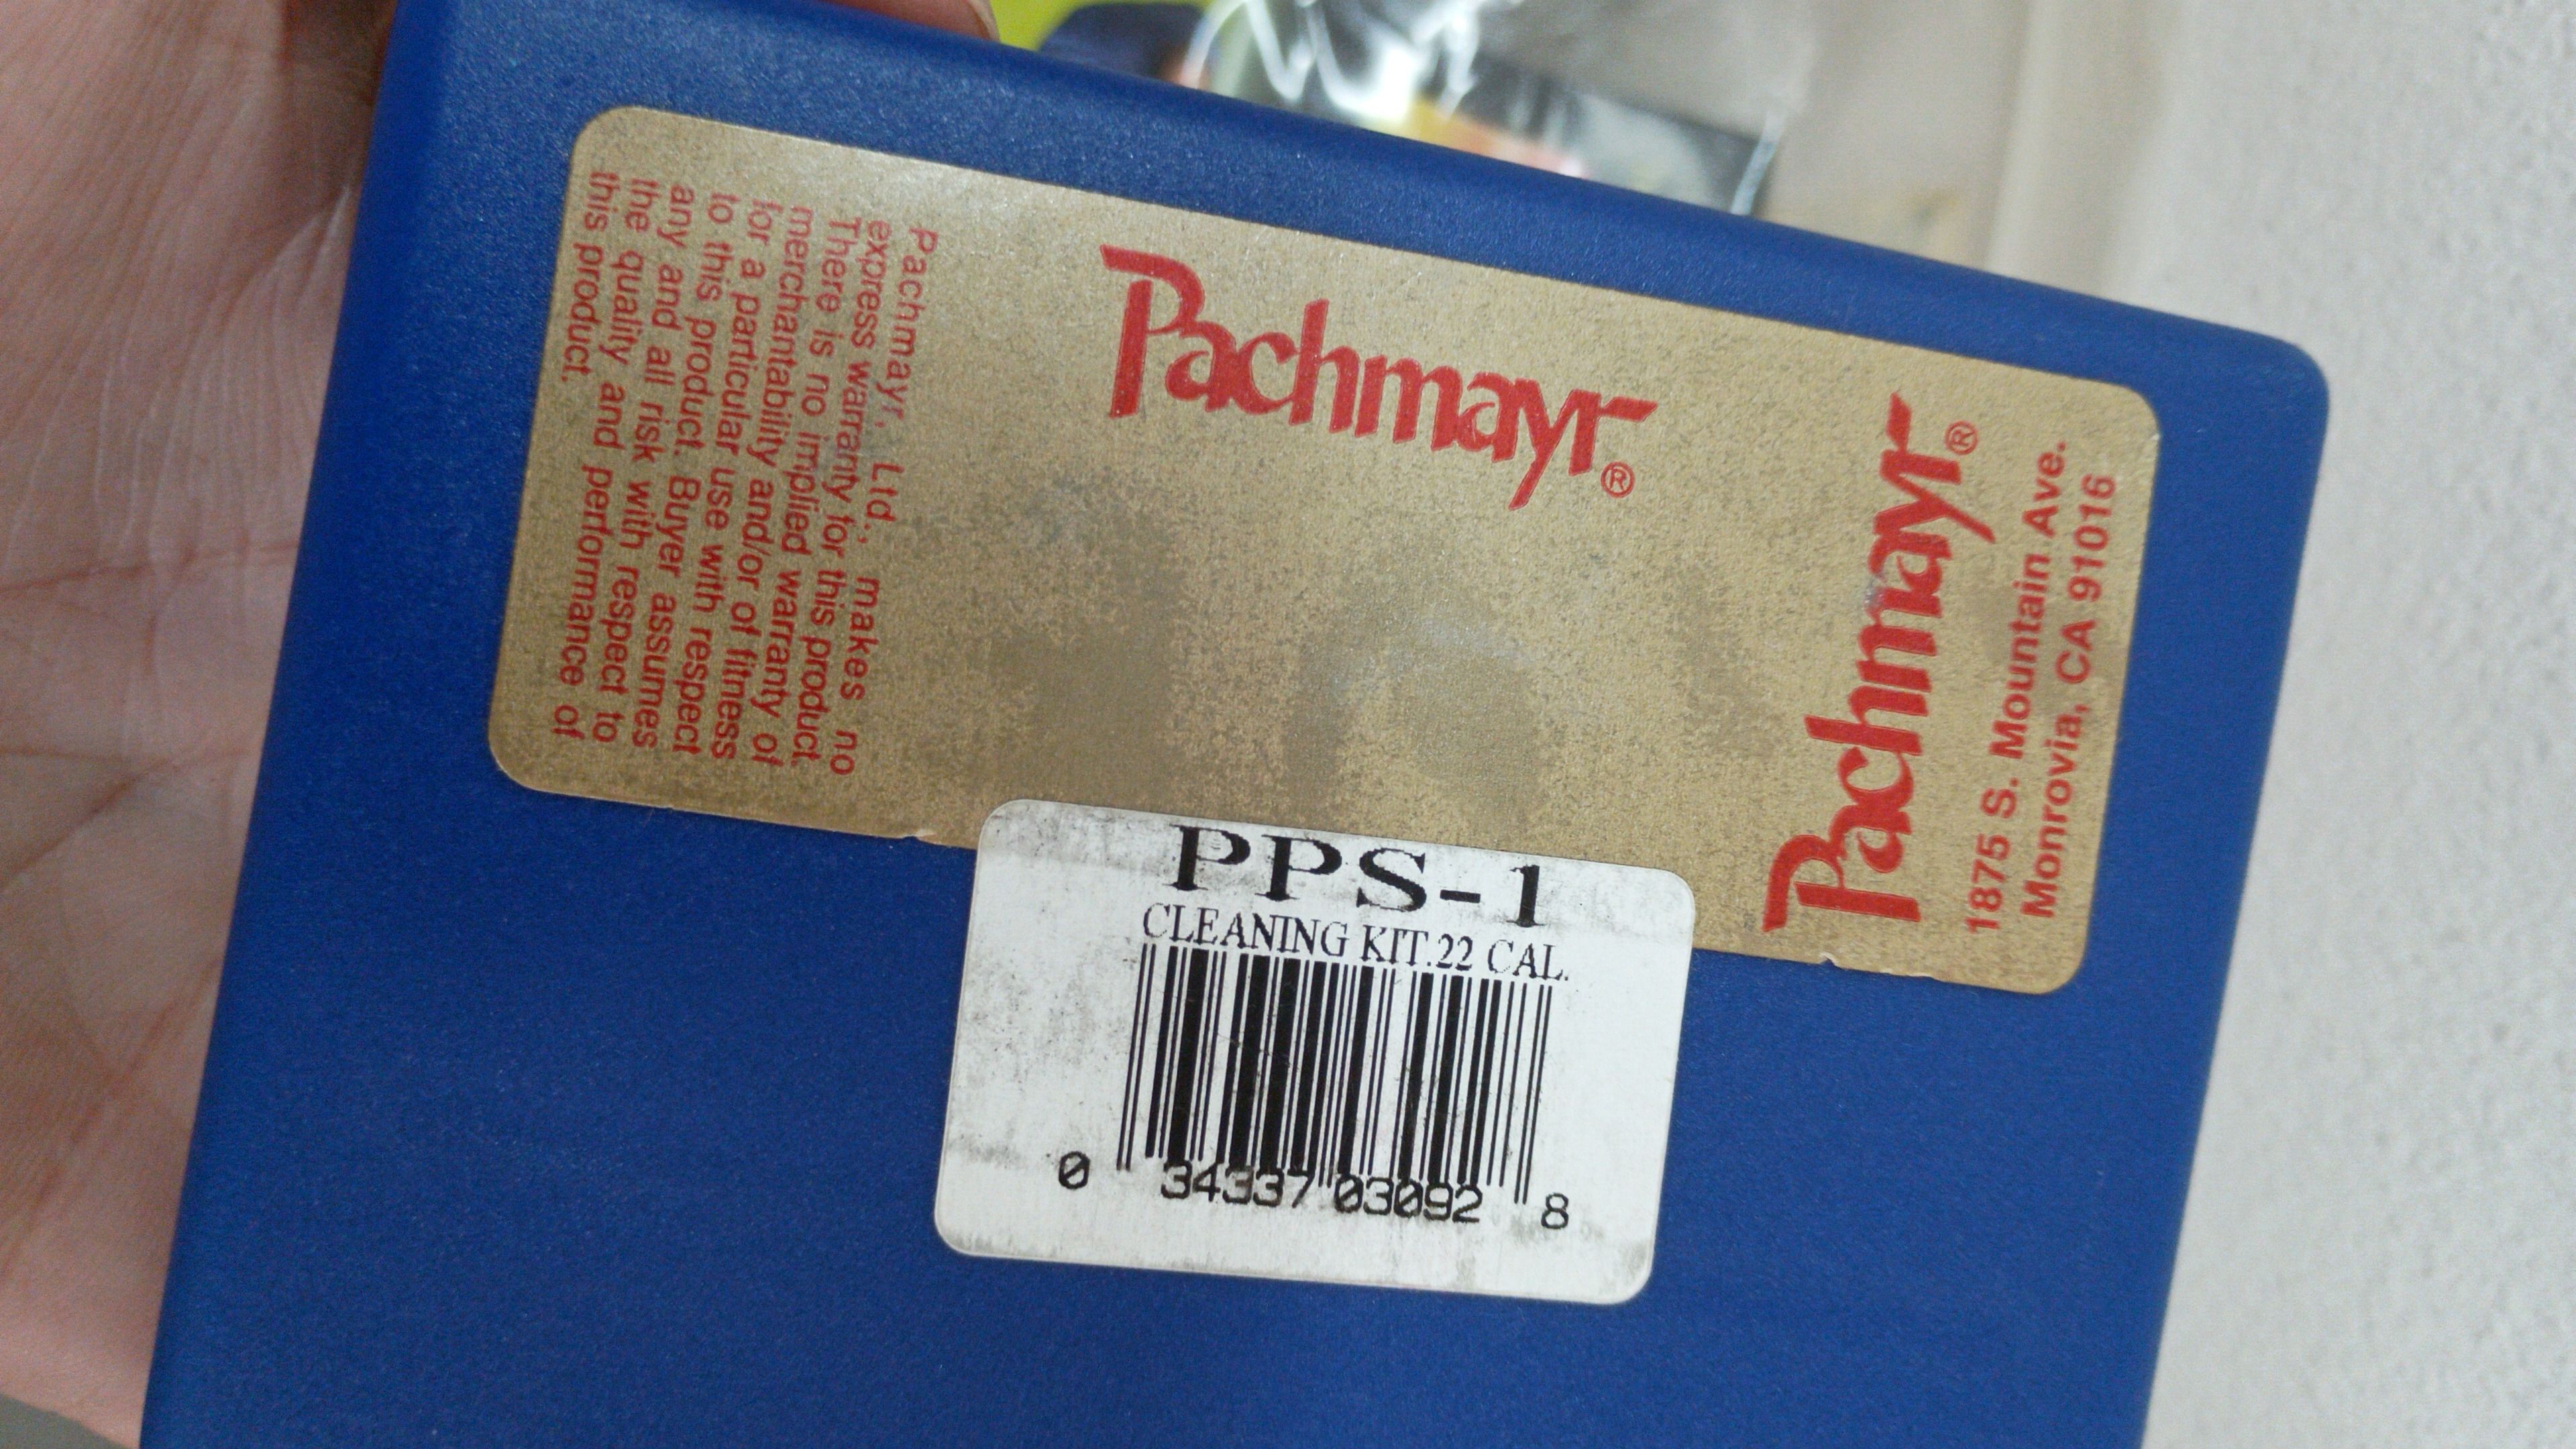 Pachmayr, Ltd., makes no
express warranty for this product.
There is no implied warranty of
merchantability and/or of fitness
for a particular use with respect
to this product. Buyer assumes
any and all risk with respect to
the quality and performance of
this product.
Pachmayr®
Pachmayr®
1875 S. Mountain Ave.
Monrovia, CA 91016
PPS-1
CLEANING KIT.22 CAL.
0 34337 03092 8